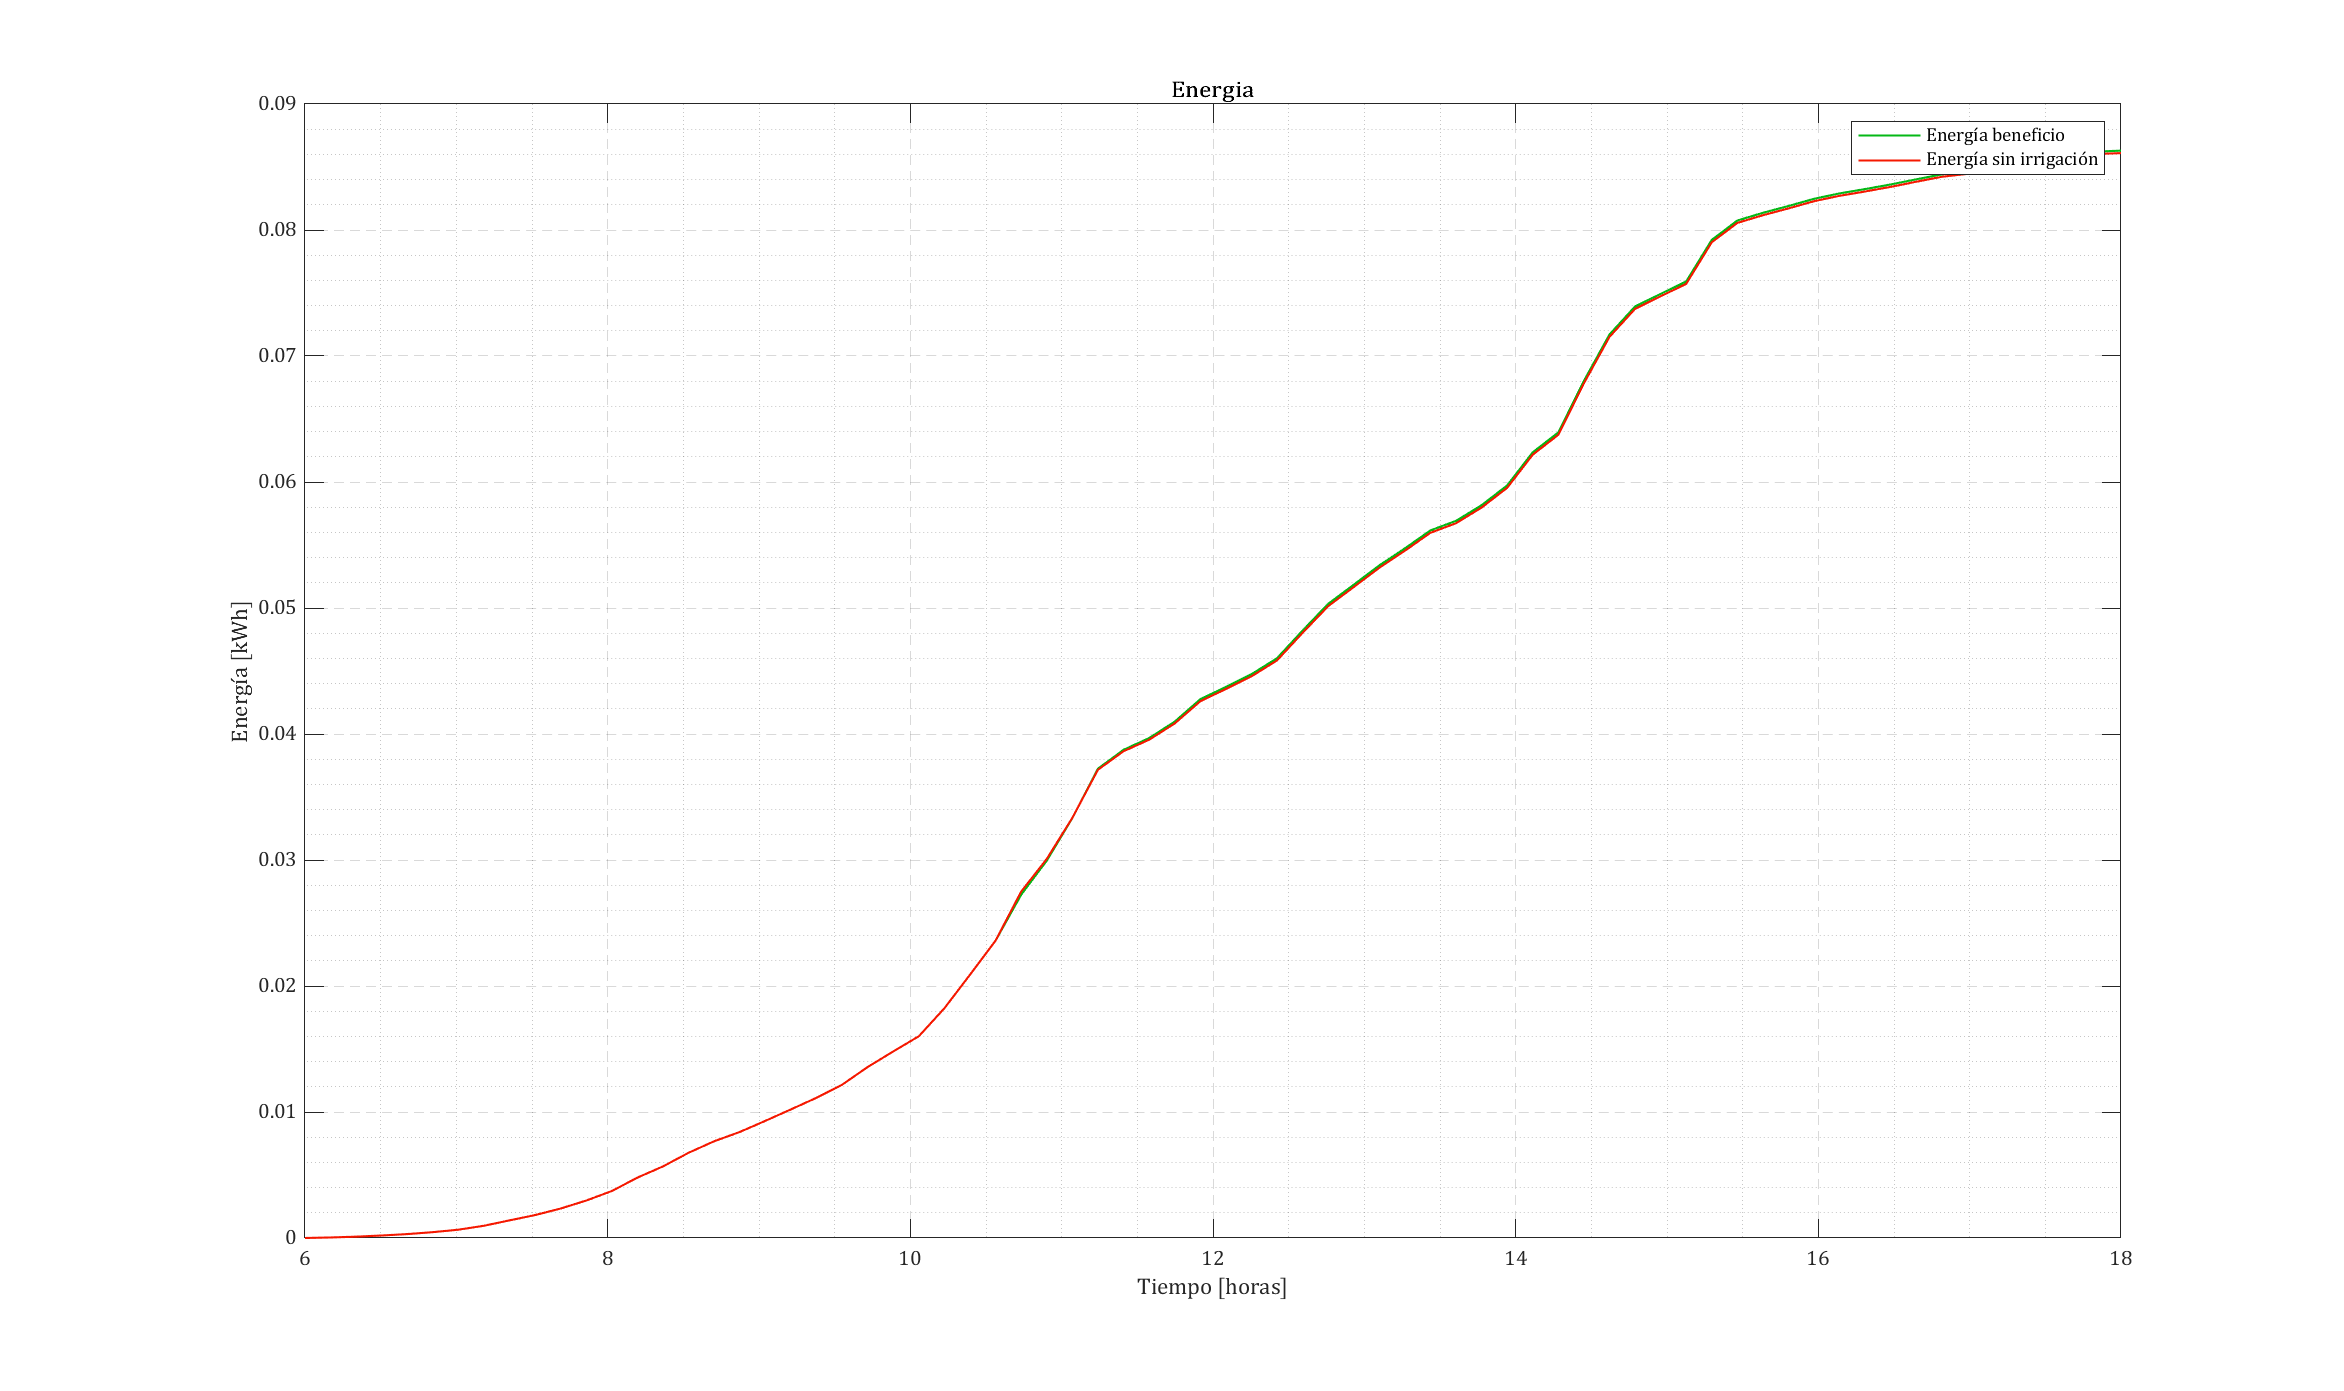 Energia
0.09
0.08
0.07
0.06
0.05
0.04
0.03
0.02
0.01
0
Energía [kWh]
Energía beneficio
Energía sin irrigación
6 8 10 12 14 16 18
Tiempo [horas]